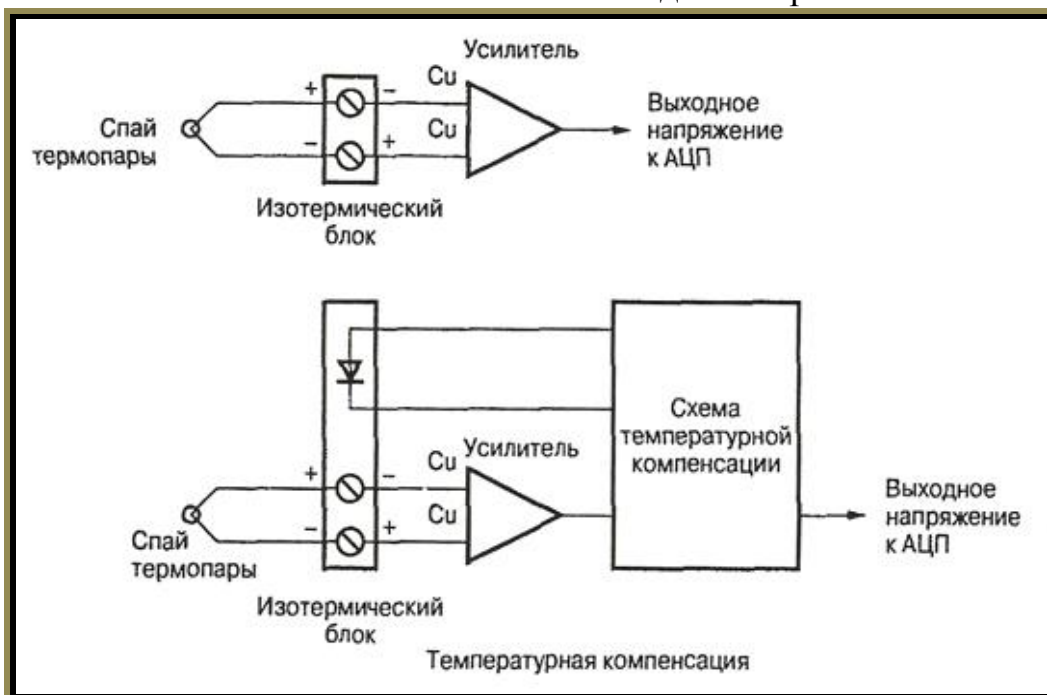 Усилитель
Cu
+
−
Cu
−
+
Спай
термопары
Выходное
напряжение
к АЦП
Изотермический
блок
Усилитель
Схема
температурной
компенсации
Cu
+
−
Cu
−
+
Спай
термопары
Выходное
напряжение
к АЦП
Изотермический
блок
Температурная компенсация